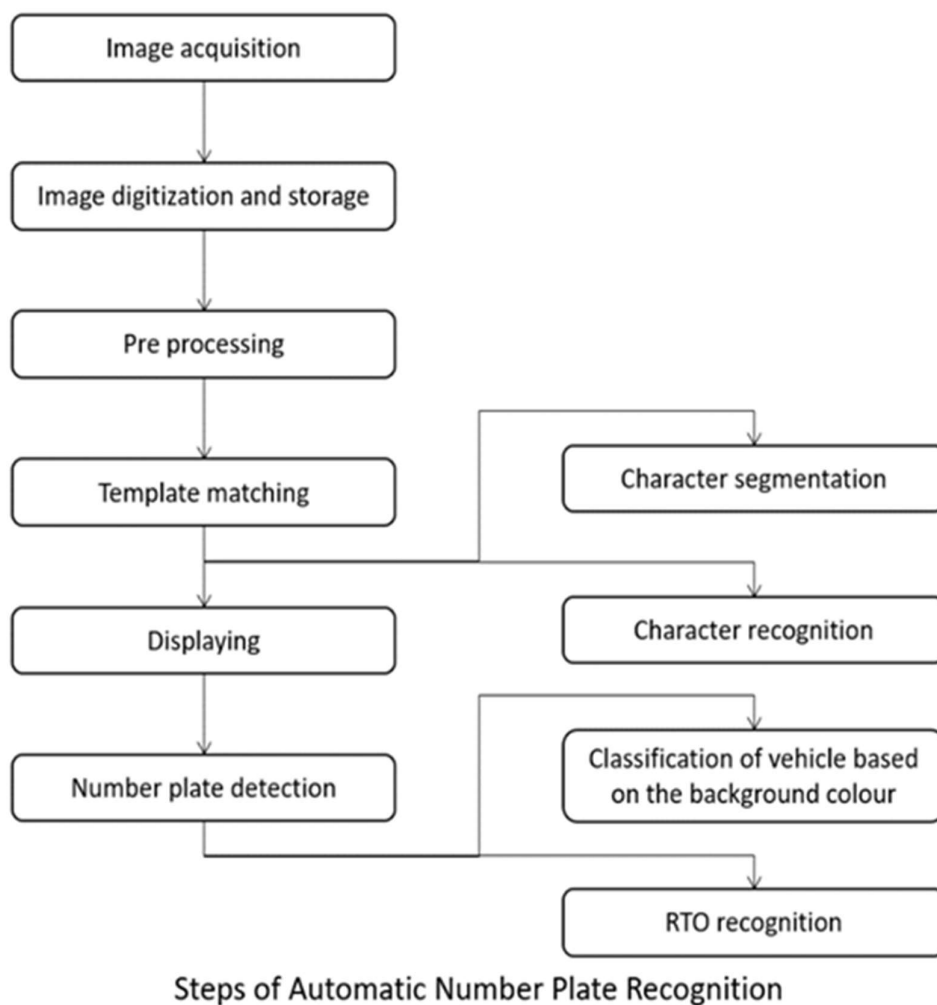 Image acquisition
Image digitization and storage
Pre processing
Template matching
Character segmentation
Character recognition
Displaying
Number plate detection
Classification of vehicle based
on the background colour
RTO recognition
Steps of Automatic Number Plate Recognition